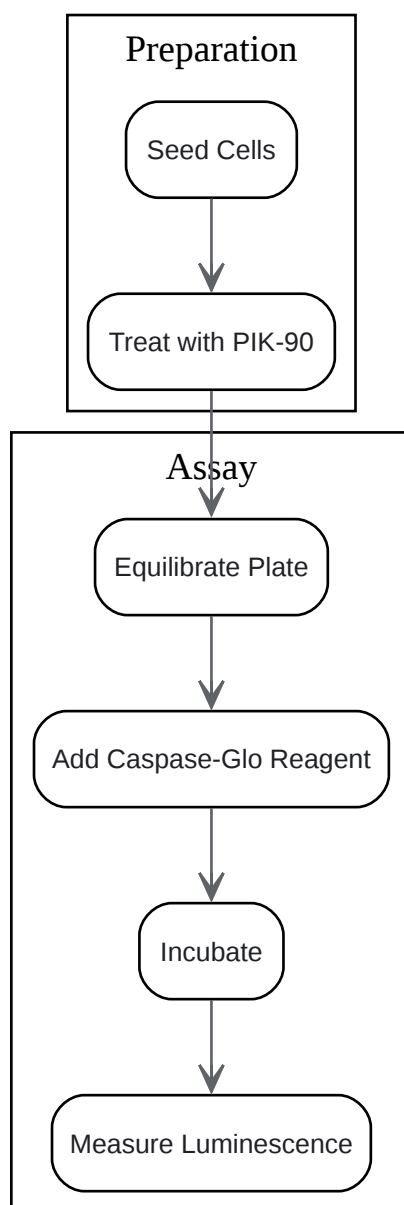 Preparation
Seed Cells
Treat with PIK-90
Assay
Equilibrate Plate
Add Caspase-Glo Reagent
Incubate
Measure Luminescence